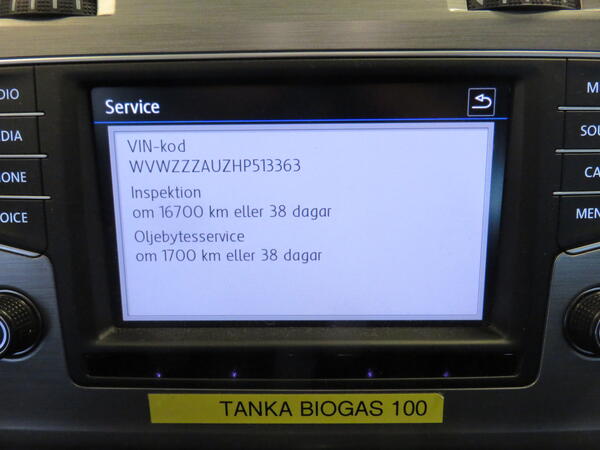 Service
VIN-kod
WVWZZZAUZHP513363
Inspektion
om 16700 km eller 38 dagar
Oljebytesservice
om 1700 km eller 38 dagar
TANKA BIOGAS 100